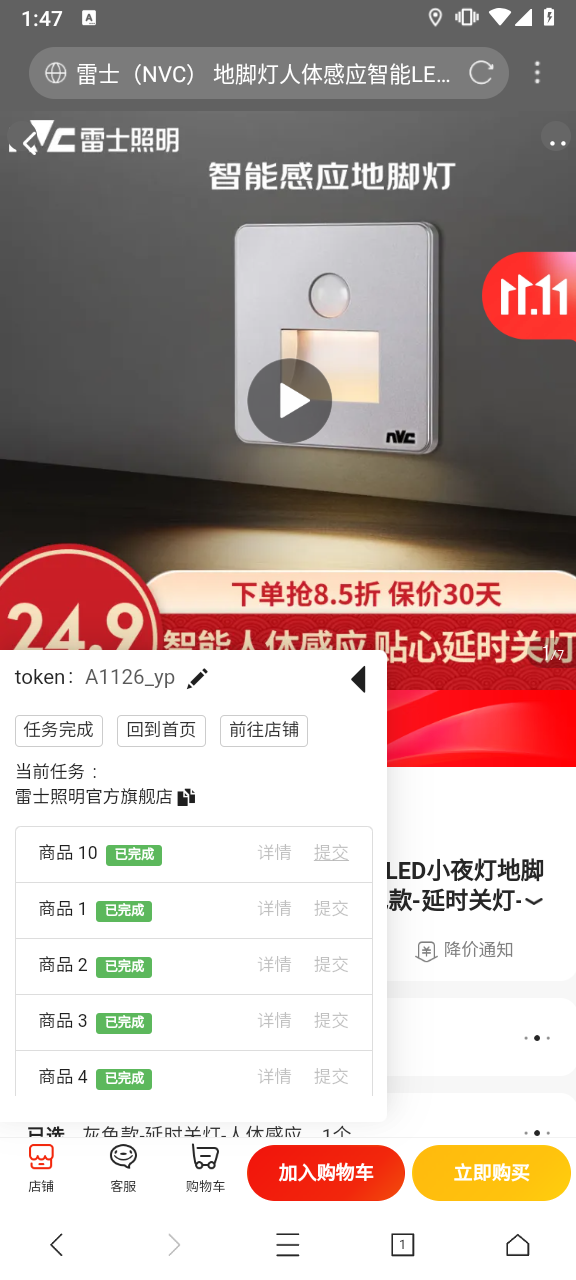 1:47
雷士（NVC） 地脚灯人体感应智能LE...
NVC 雷士照明
智能感应地脚灯
11.11
nvc
下单抢8.5折 保价30天
24.9
智能人体感应 贴心延时关灯
1/7
token： A1126_yp
任务完成 回到首页 前往店铺
当前任务 ：
雷士照明官方旗舰店
商品 10 已完成 详情 提交
LED小夜灯地脚
商品 1 已完成 详情 提交
款-延时关灯-
商品 2 已完成 详情 提交
降价通知
商品 3 已完成 详情 提交
商品 4 已完成 详情 提交
已选 灰色款-延时关灯-人体感应 1个
店铺 客服 购物车 加入购物车 立即购买
1